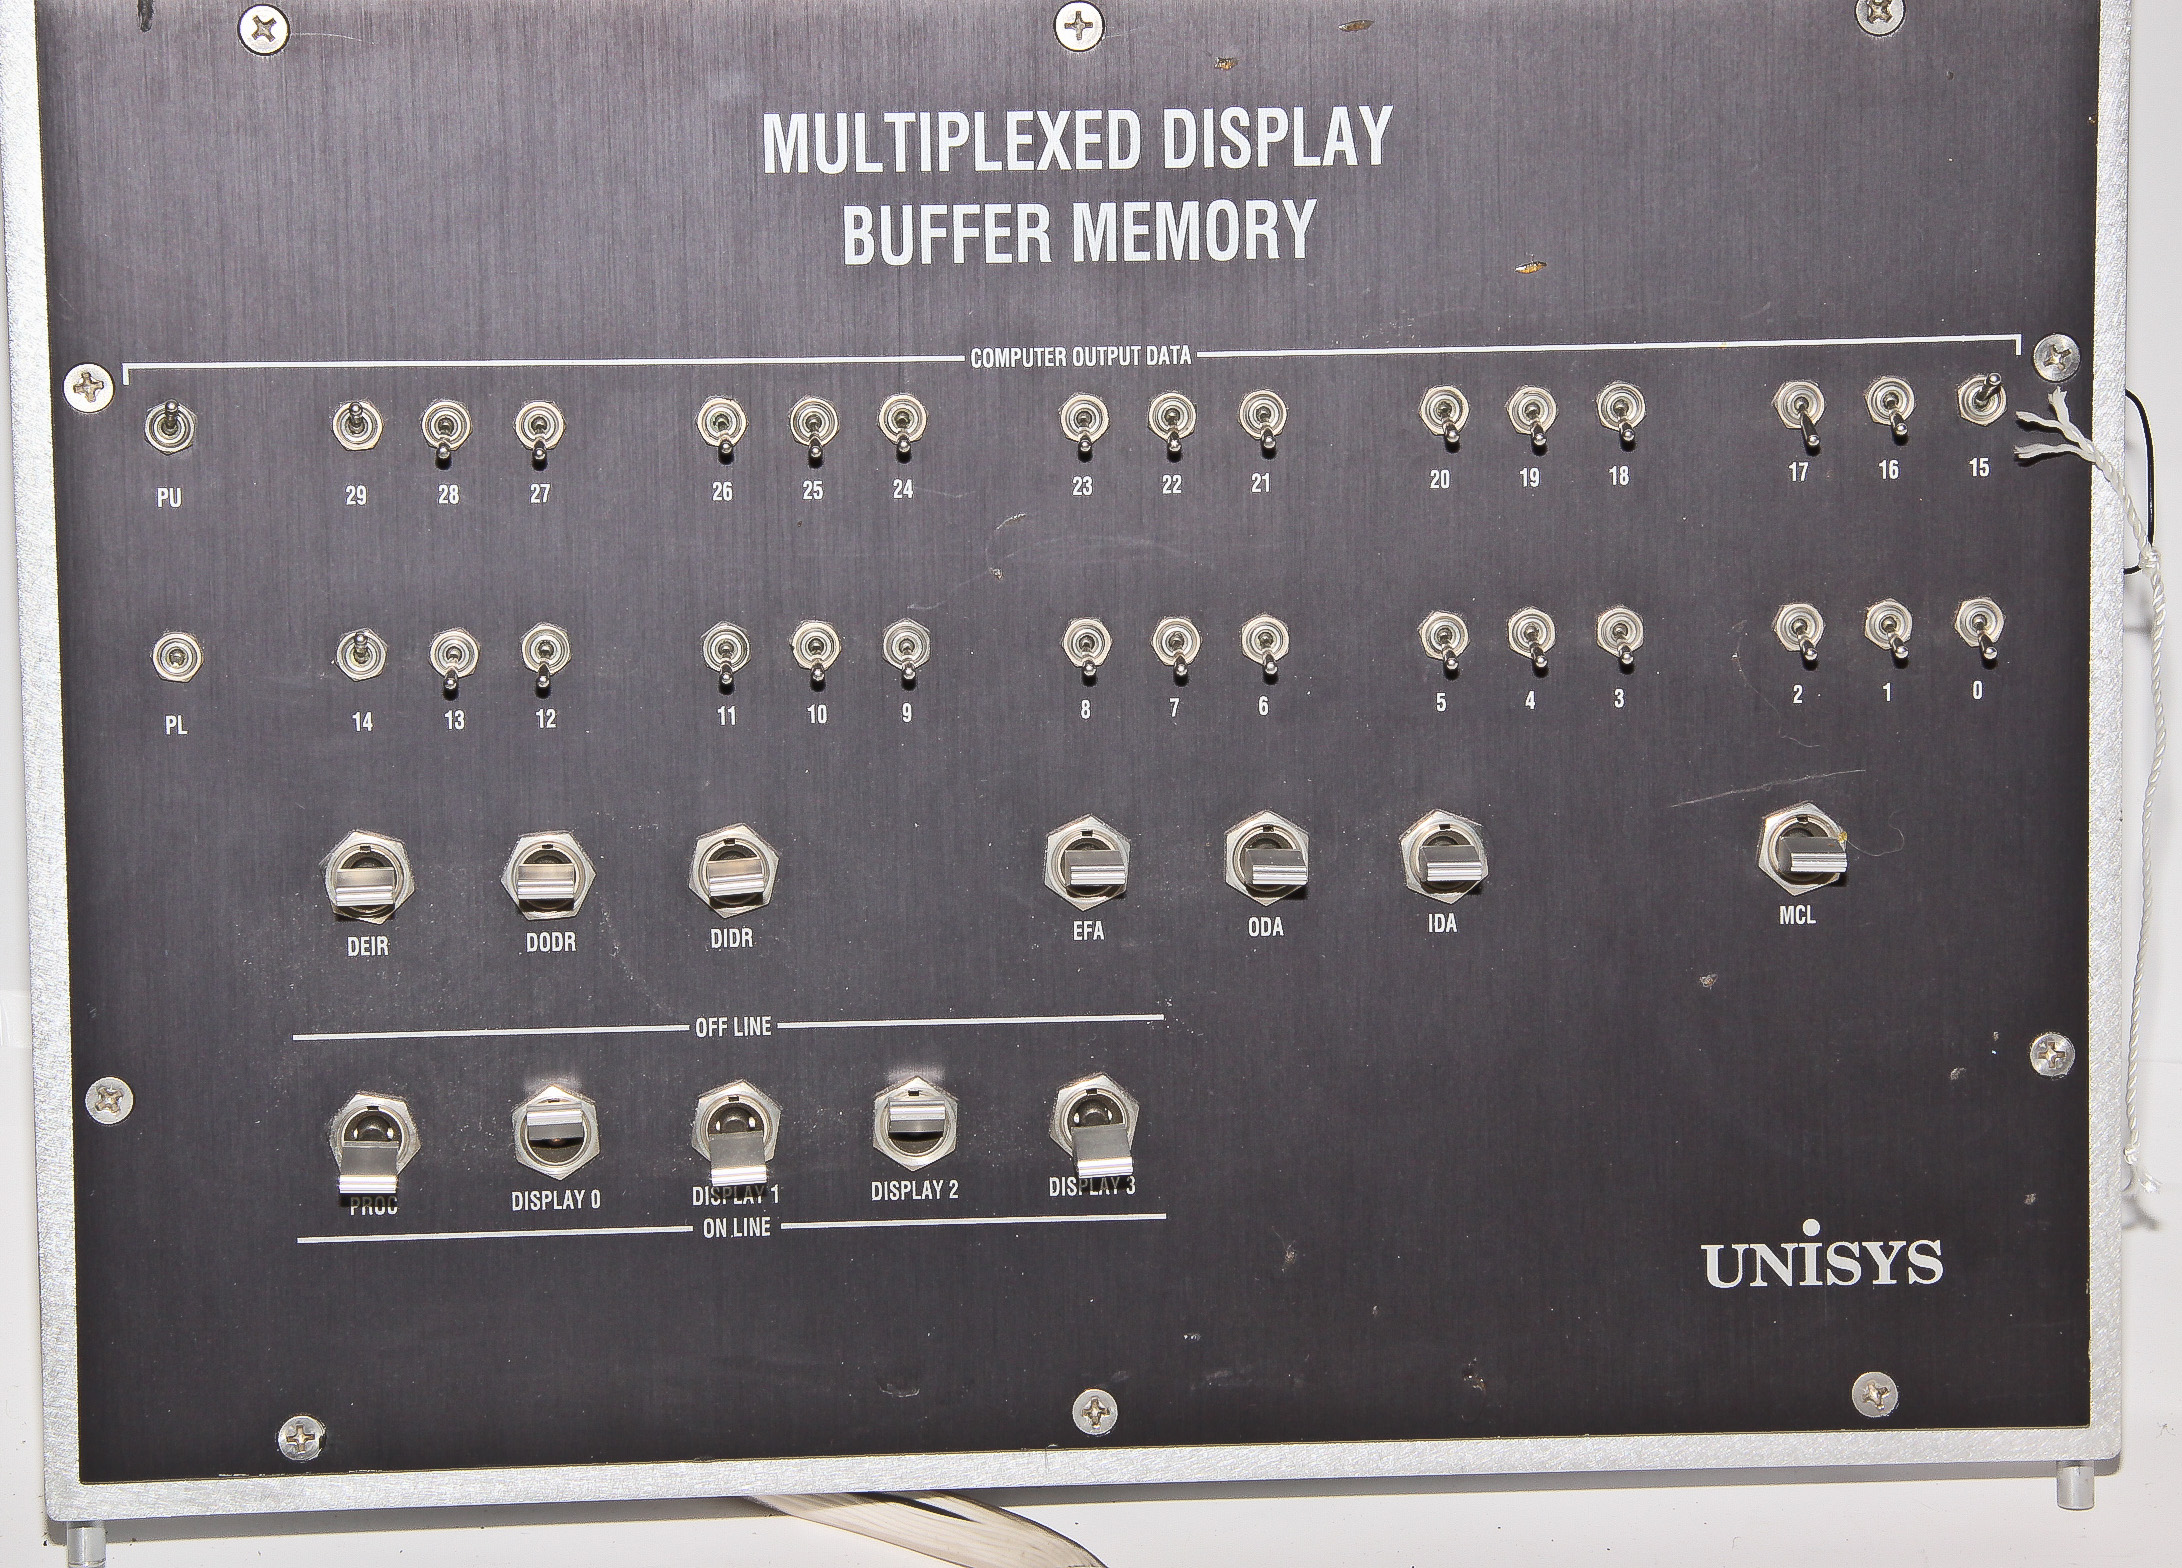 MULTIPLEXED DISPLAY
BUFFER MEMORY
COMPUTER OUTPUT DATA
PU 29 28 27 26 25 24 23 22 21 20 19 18 17 16 15
PL 14 13 12 11 10 9 8 7 6 5 4 3 2 1 0
DEIR DODR DIDR EFA ODA IDA MCL
OFF LINE
PROC DISPLAY 0 DISPLAY 1 DISPLAY 2 DISPLAY 3
ON LINE
UNISYS